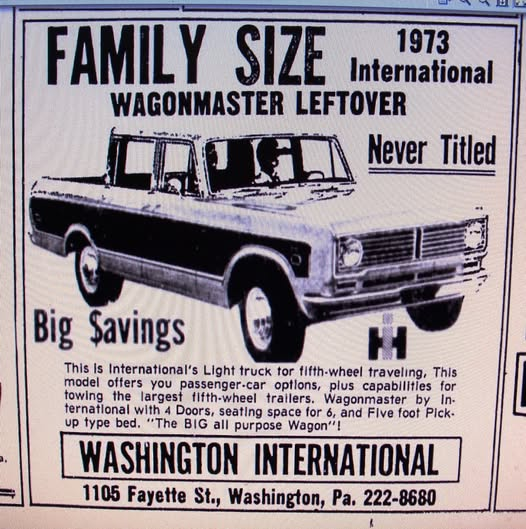 FAMILY SIZE
1973
International
WAGONMASTER LEFTOVER
Never Titled
Big $avings
IH
This is International's Light truck for fifth-wheel traveling, This
model offers you passenger-car options, plus capabilities for
towing the largest fifth-wheel trailers. Wagonmaster by In-
ternational with 4 Doors, seating space for 6, and Five foot Pick-
up type bed. "The BIG all purpose Wagon"!
WASHINGTON INTERNATIONAL
1105 Fayette St., Washington, Pa. 222-8680